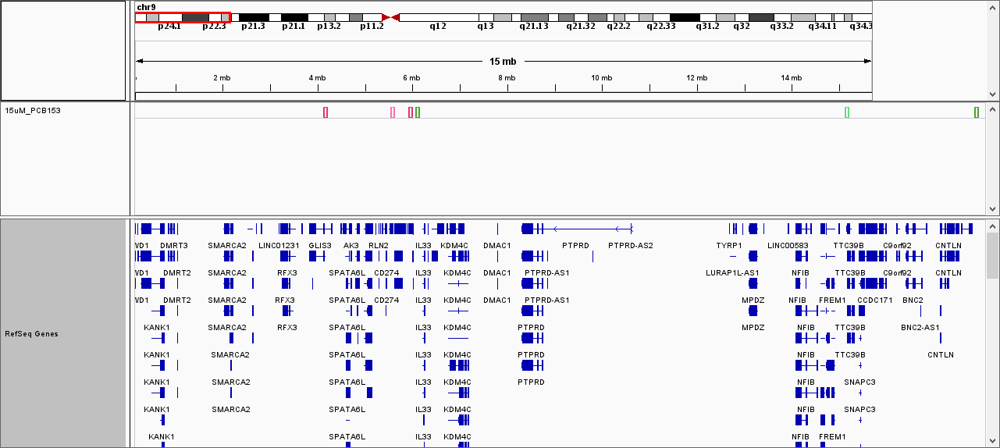 chr9
p24.1 p22.3 p21.3 p21.1 p13.2 p11.2 q12 q13 q21.13 q21.32 q22.2 q22.33 q31.2 q32 q33.2 q34.11 q34.3
15 mb
2 mb 4 mb 6 mb 8 mb 10 mb 12 mb 14 mb
15uM_PCB153
RefSeq Genes
VD1 DMRT3 SMARCA2 LINC01231 GLIS3 AK3 RLN2 IL33 KDM4C DMAC1 PTPRD PTPRD-AS2 TYRP1 LINC00583 TTC39B C9orf92 CNTLN
VD1 DMRT2 SMARCA2 RFX3 SPATA6L CD274 IL33 KDM4C DMAC1 PTPRD-AS1 LURAP1L-AS1 NFIB TTC39B C9orf92 CNTLN
VD1 DMRT2 SMARCA2 RFX3 SPATA6L CD274 IL33 KDM4C DMAC1 PTPRD-AS1 MPDZ NFIB FREM1 CCDC171 BNC2
KANK1 SMARCA2 RFX3 SPATA6L IL33 KDM4C PTPRD MPDZ NFIB TTC39B BNC2-AS1
KANK1 SMARCA2 SPATA6L IL33 KDM4C PTPRD NFIB TTC39B CNTLN
KANK1 SMARCA2 SPATA6L IL33 KDM4C PTPRD NFIB SNAPC3
KANK1 SMARCA2 SPATA6L IL33 KDM4C NFIB SNAPC3
KANK1 SPATA6L IL33 KDM4C NFIB FREM1